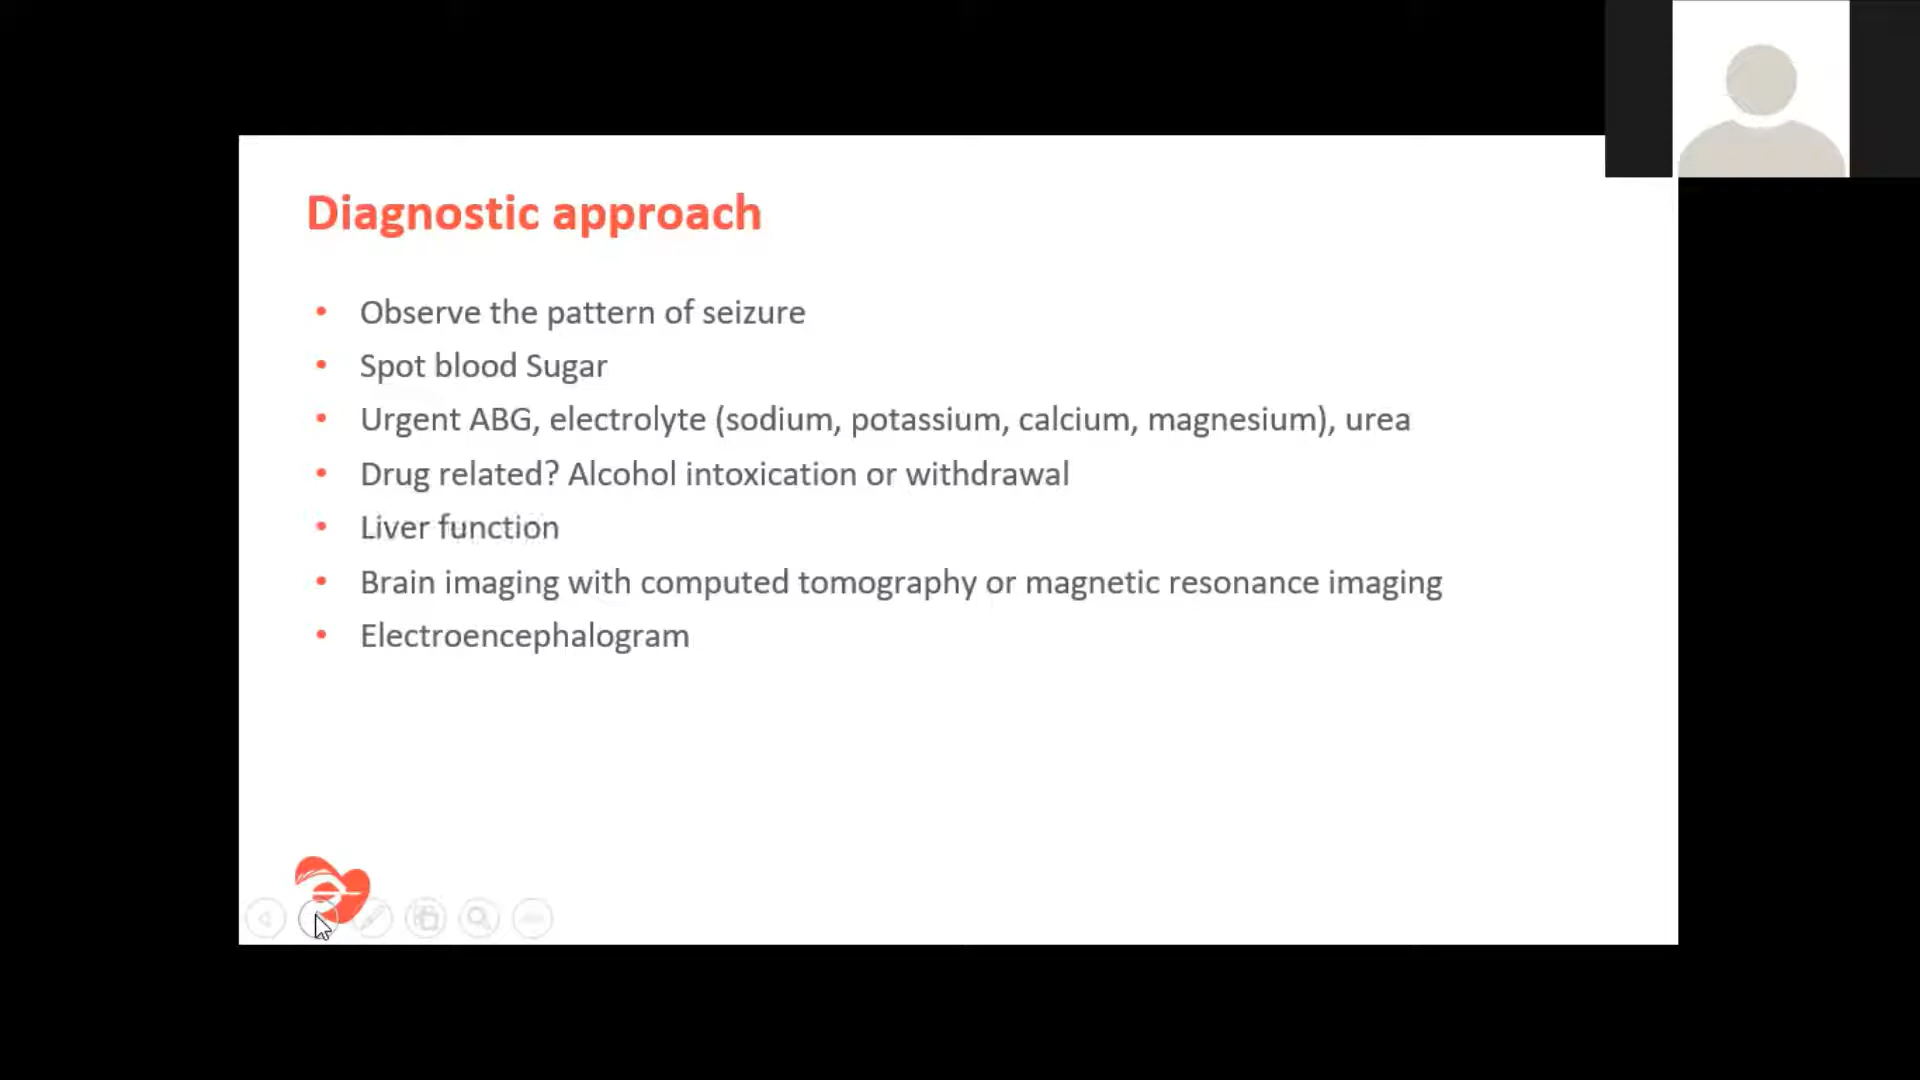 Diagnostic approach
• Observe the pattern of seizure
• Spot blood Sugar
• Urgent ABG, electrolyte (sodium, potassium, calcium, magnesium), urea
• Drug related? Alcohol intoxication or withdrawal
• Liver function
• Brain imaging with computed tomography or magnetic resonance imaging
• Electroencephalogram